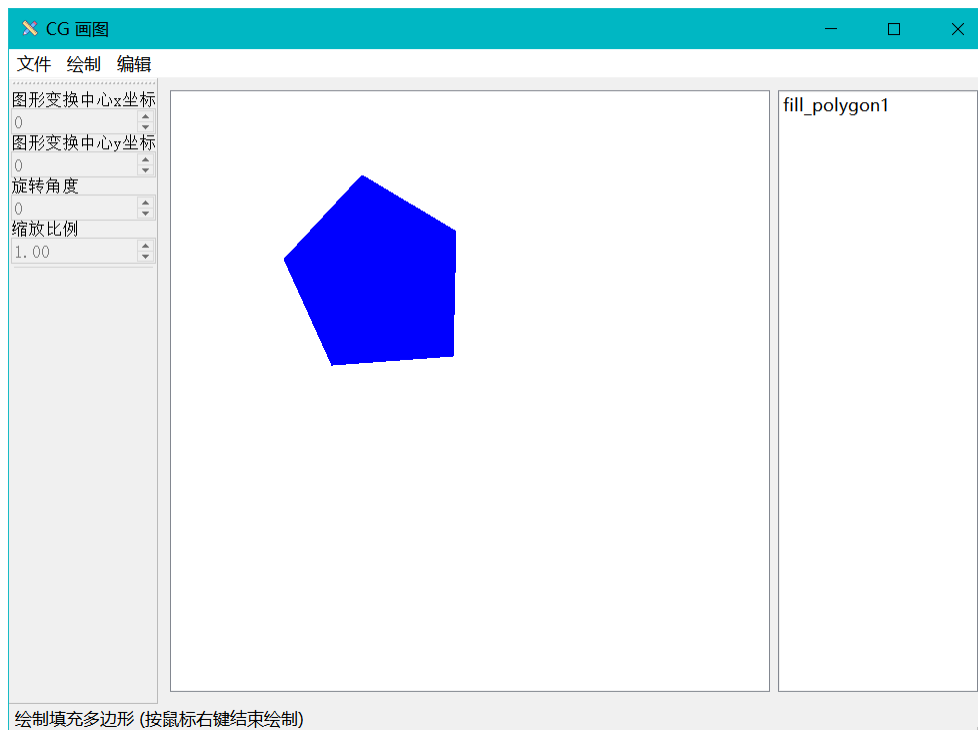 CG 画图
文件 绘制 编辑
图形变换中心x坐标
0
图形变换中心y坐标
0
旋转角度
0
缩放比例
1.00
fill_polygon1
绘制填充多边形 (按鼠标右键结束绘制)